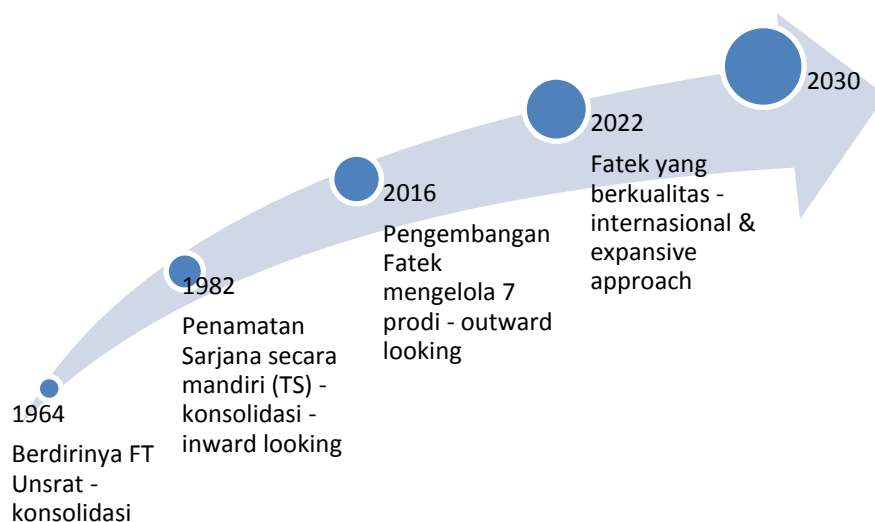 1964
Berdirinya FT
Unsrat -
konsolidasi
1982
Penamatan
Sarjana secara
mandiri (TS) -
konsolidasi -
inward looking
2016
Pengembangan
Fatek
mengelola 7
prodi - outward
looking
2022
Fatek yang
berkualitas -
internasional &
expansive
approach
2030